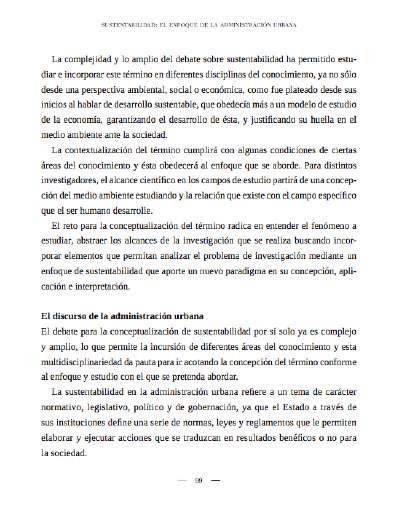 SUSTENTABILIDAD: EL ENFOQUE DE LA ADMINISTRACIÓN URBANA
La complejidad y lo amplio del debate sobre sustentabilidad ha permitido estu-
diar e incorporar este término en diferentes disciplinas del conocimiento, ya no sólo
desde una perspectiva ambiental, social o económica, como fue plateado desde sus
inicios al hablar de desarrollo sustentable, que obedecía más a un modelo de estudio
de la economía, garantizando el desarrollo de ésta, y justificando su huella en el
medio ambiente ante la sociedad.
La contextualización del término cumplirá con algunas condiciones de ciertas
áreas del conocimiento y ésta obedecerá al enfoque que se aborde. Para distintos
investigadores, el alcance científico en los campos de estudio partirá de una concep-
ción del medio ambiente estudiando y la relación que existe con el campo específico
que el ser humano desarrolle.
El reto para la conceptualización del término radica en entender el fenómeno a
estudiar, abstraer los alcances de la investigación que se realiza buscando incor-
porar elementos que permitan analizar el problema de investigación mediante un
enfoque de sustentabilidad que aporte un nuevo paradigma en su concepción, apli-
cación e interpretación.
El discurso de la administración urbana
El debate para la conceptualización de sustentabilidad por sí solo ya es complejo
y amplio, lo que permite la incursión de diferentes áreas del conocimiento y esta
multidisciplinariedad da pauta para ir acotando la concepción del término conforme
al enfoque y estudio con el que se pretenda abordar.
La sustentabilidad en la administración urbana refiere a un tema de carácter
normativo, legislativo, político y de gobernación, ya que el Estado a través de
sus instituciones define una serie de normas, leyes y reglamentos que le permiten
elaborar y ejecutar acciones que se traduzcan en resultados benéficos o no para
la sociedad.